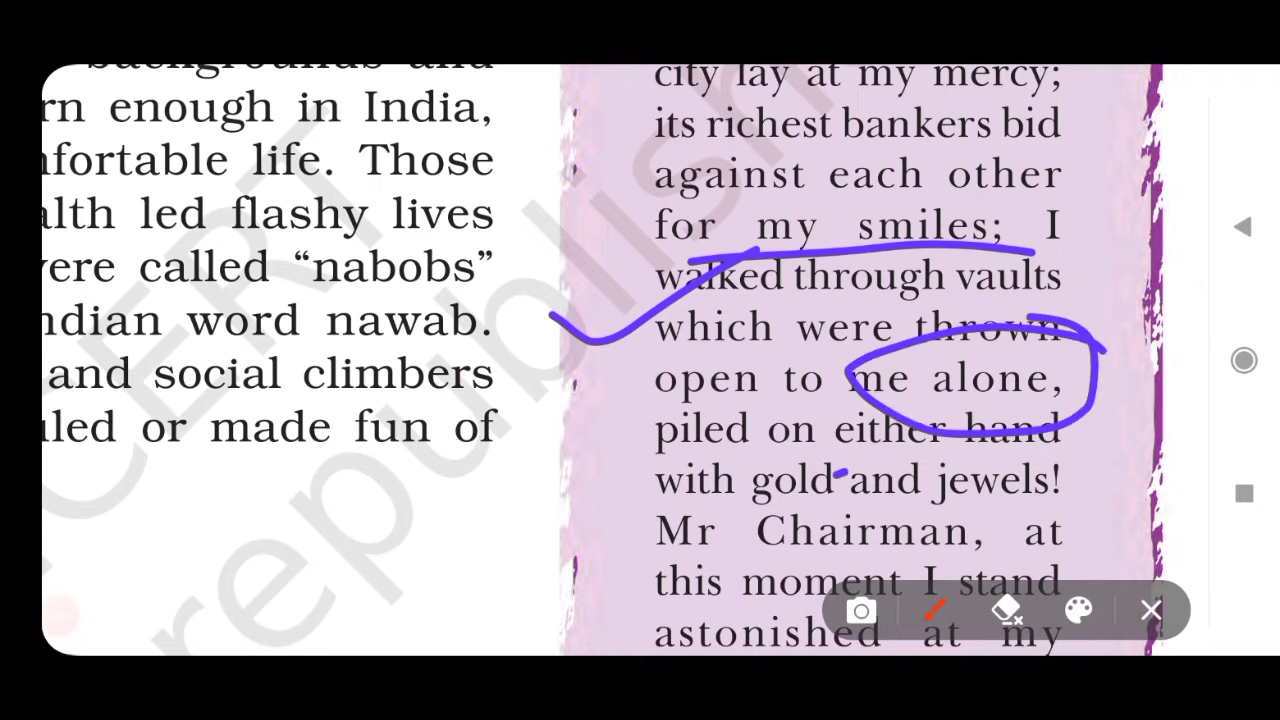 backgrounds and
rn enough in India,
nfortable life. Those
alth led flashy lives
were called “nabobs”
ndian word nawab.
and social climbers
led or made fun of
city lay at my mercy;
its richest bankers bid
against each other
for my smiles; I
walked through vaults
which were thrown
open to me alone,
piled on either hand
with gold and jewels!
Mr Chairman, at
this moment I stand
astonished at my